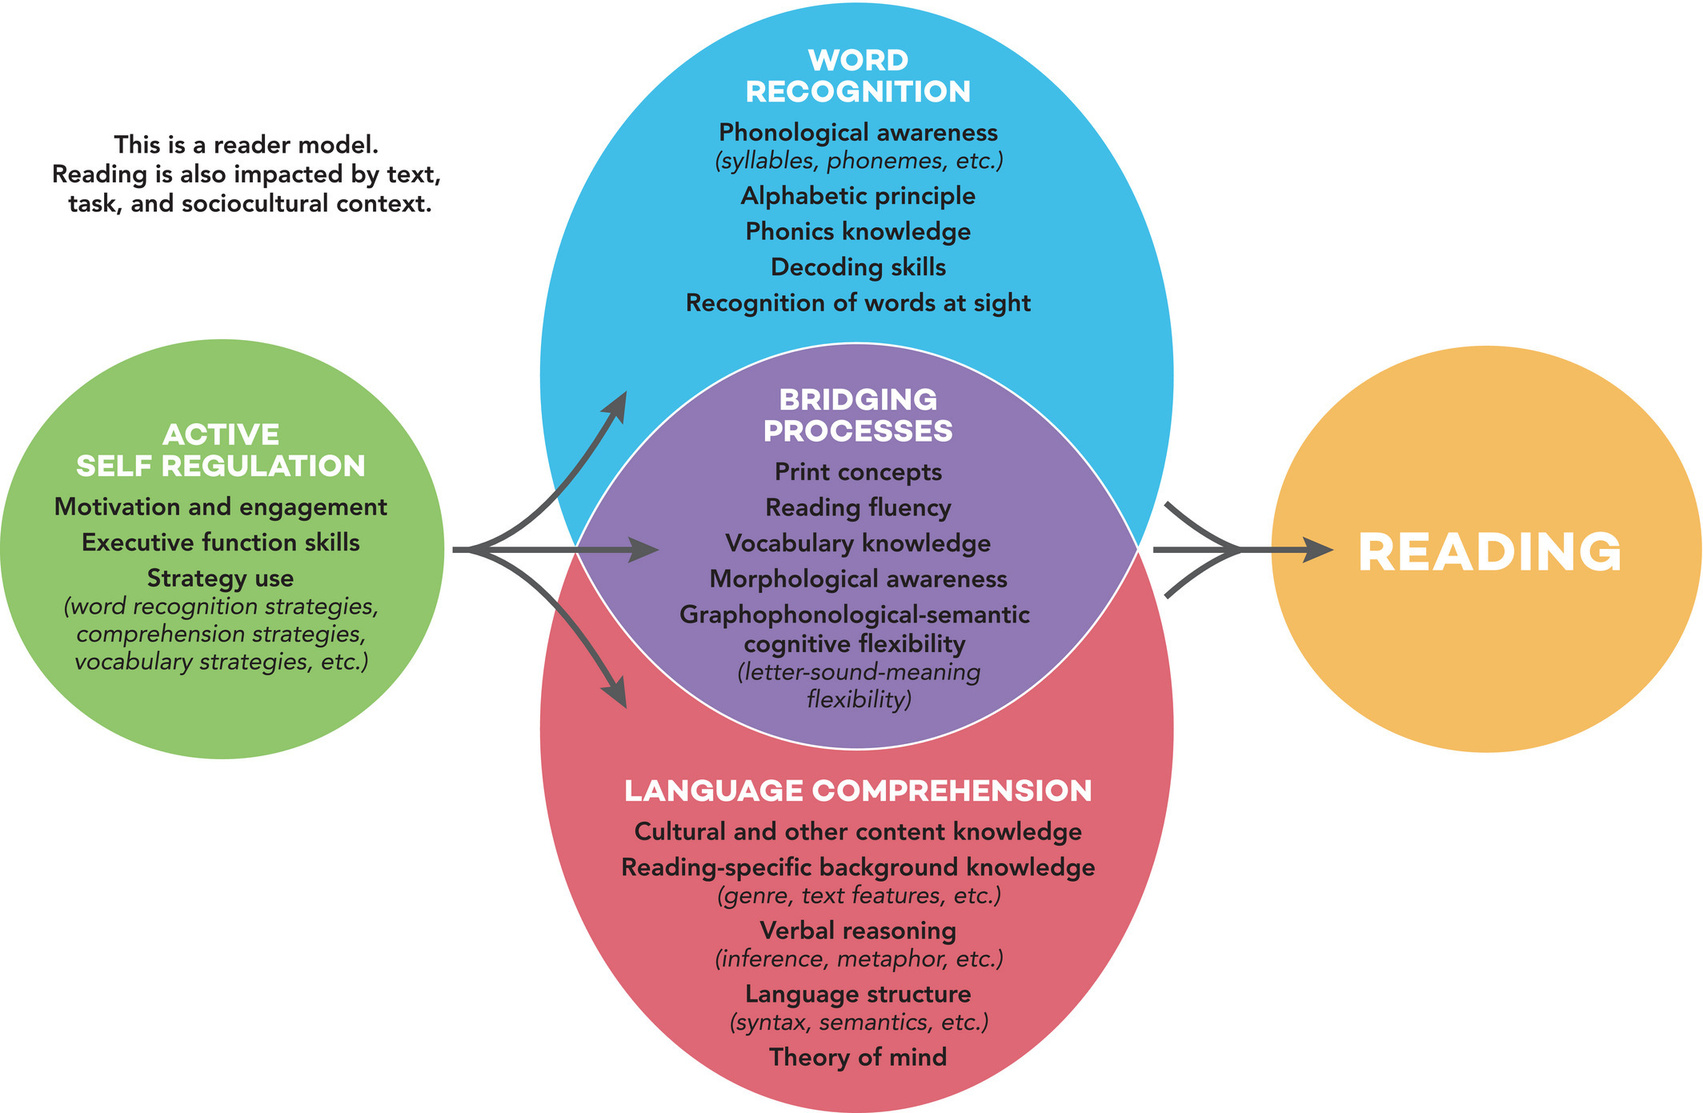 This is a reader model.
Reading is also impacted by text,
task, and sociocultural context.
ACTIVE
SELF REGULATION
Motivation and engagement
Executive function skills
Strategy use
(word recognition strategies,
comprehension strategies,
vocabulary strategies, etc.)
WORD
RECOGNITION
Phonological awareness
(syllables, phonemes, etc.)
Alphabetic principle
Phonics knowledge
Decoding skills
Recognition of words at sight
BRIDGING
PROCESSES
Print concepts
Reading fluency
Vocabulary knowledge
Morphological awareness
Graphophonological-semantic
cognitive flexibility
(letter-sound-meaning
flexibility)
LANGUAGE COMPREHENSION
Cultural and other content knowledge
Reading-specific background knowledge
(genre, text features, etc.)
Verbal reasoning
(inference, metaphor, etc.)
Language structure
(syntax, semantics, etc.)
Theory of mind
READING